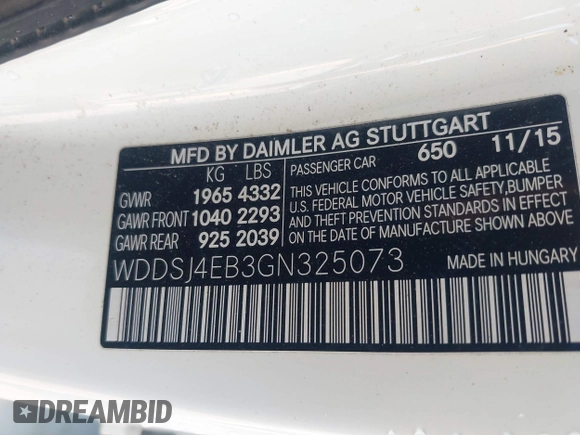 MFD BY DAIMLER AG STUTTGART
KG LBS PASSENGER CAR 650 11/15
GVWR 1965 4332
GAWR FRONT 1040 2293
GAWR REAR 925 2039
THIS VEHICLE CONFORMS TO ALL APPLICABLE
U.S. FEDERAL MOTOR VEHICLE SAFETY,BUMPER
AND THEFT PREVENTION STANDARDS IN EFFECT
ON THE DATE OF MANUFACTURE SHOWN ABOVE.
WDDSJ4EB3GN325073 MADE IN HUNGARY
DREAMBID